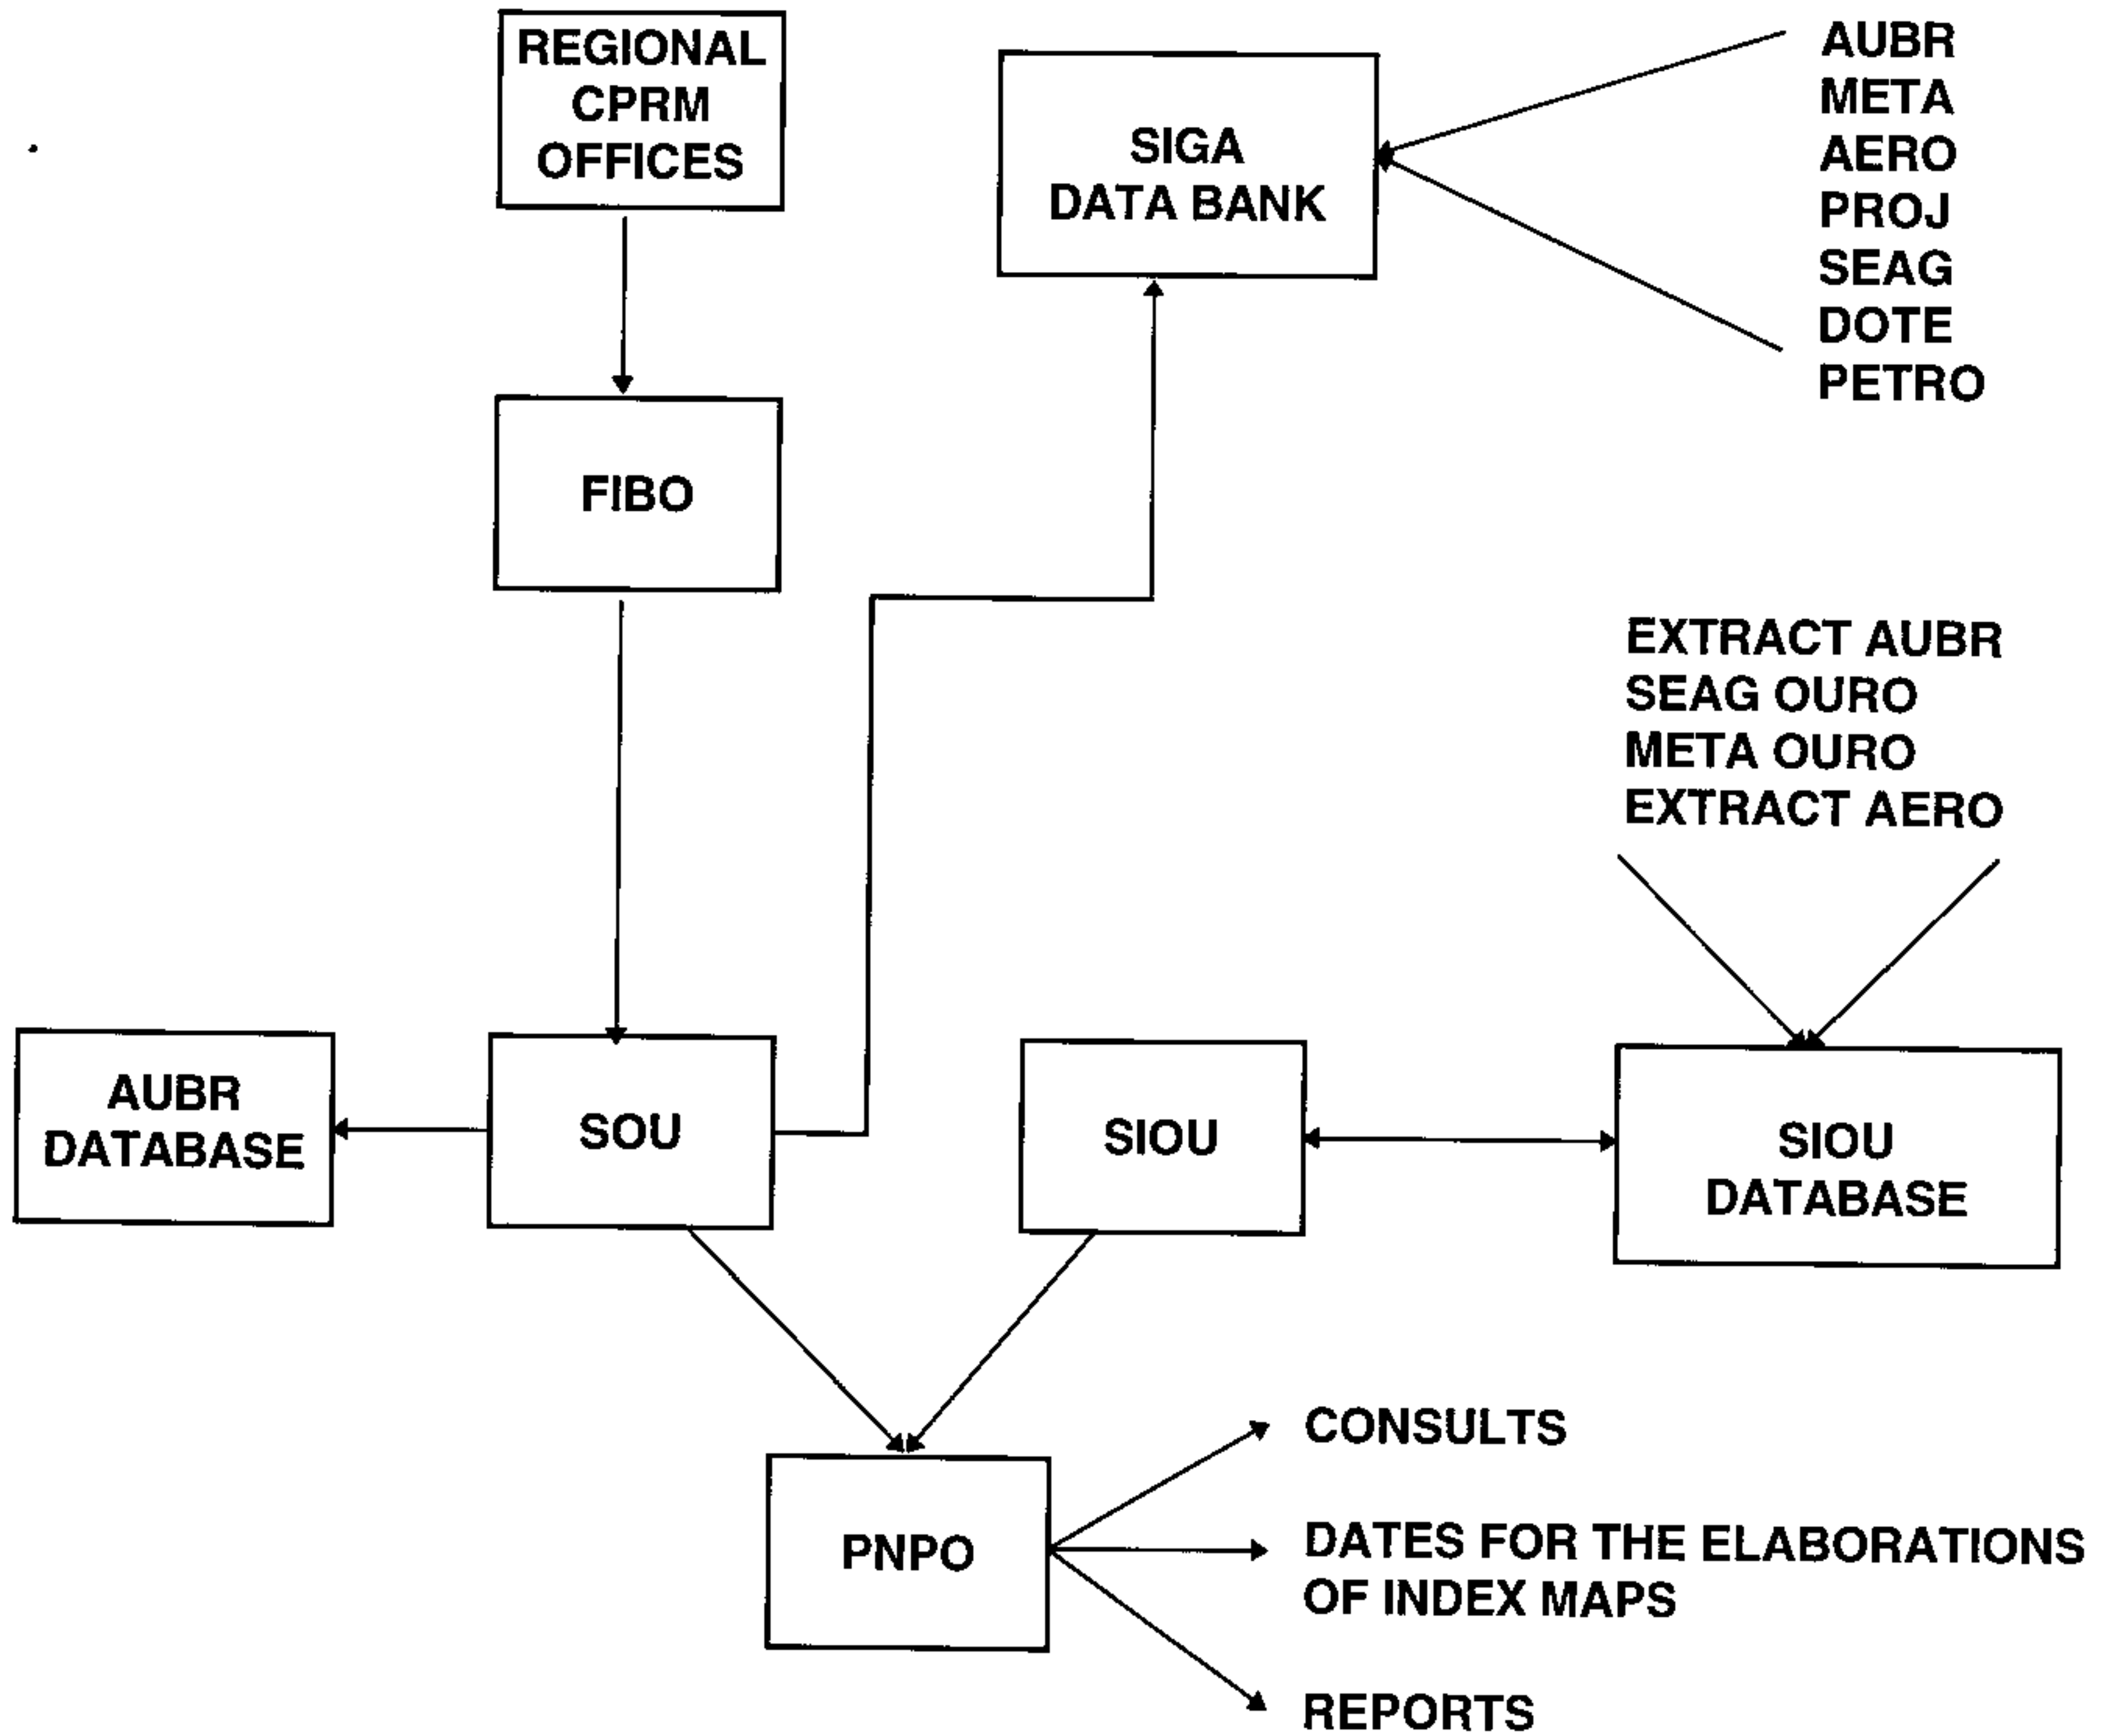 REGIONAL
CPRM
OFFICES
SIGA
DATA BANK
AUBR
META
AERO
PROJ
SEAG
DOTE
PETRO
FIBO
EXTRACT AUBR
SEAG OURO
META OURO
EXTRACT AERO
AUBR
DATABASE
SOU
SIOU
SIOU
DATABASE
PNPO
CONSULTS
DATES FOR THE ELABORATIONS
OF INDEX MAPS
REPORTS